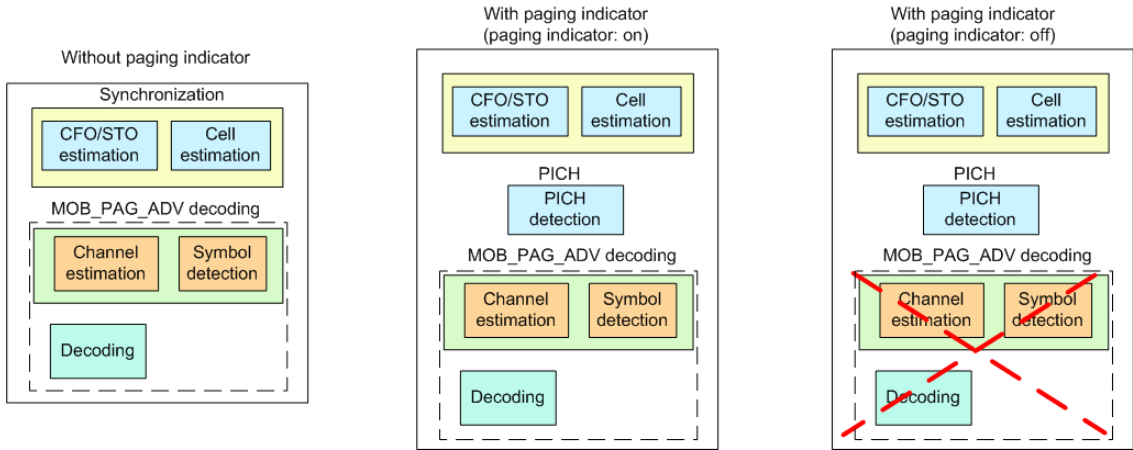 Without paging indicator
Synchronization
CFO/STO
estimation
Cell
estimation
MOB_PAG_ADV decoding
Channel
estimation
Symbol
detection
Decoding
With paging indicator
(paging indicator: on)
CFO/STO
estimation
Cell
estimation
PICH
PICH
detection
MOB_PAG_ADV decoding
Channel
estimation
Symbol
detection
Decoding
With paging indicator
(paging indicator: off)
CFO/STO
estimation
Cell
estimation
PICH
PICH
detection
MOB_PAG_ADV decoding
Channel
estimation
Symbol
detection
Decoding